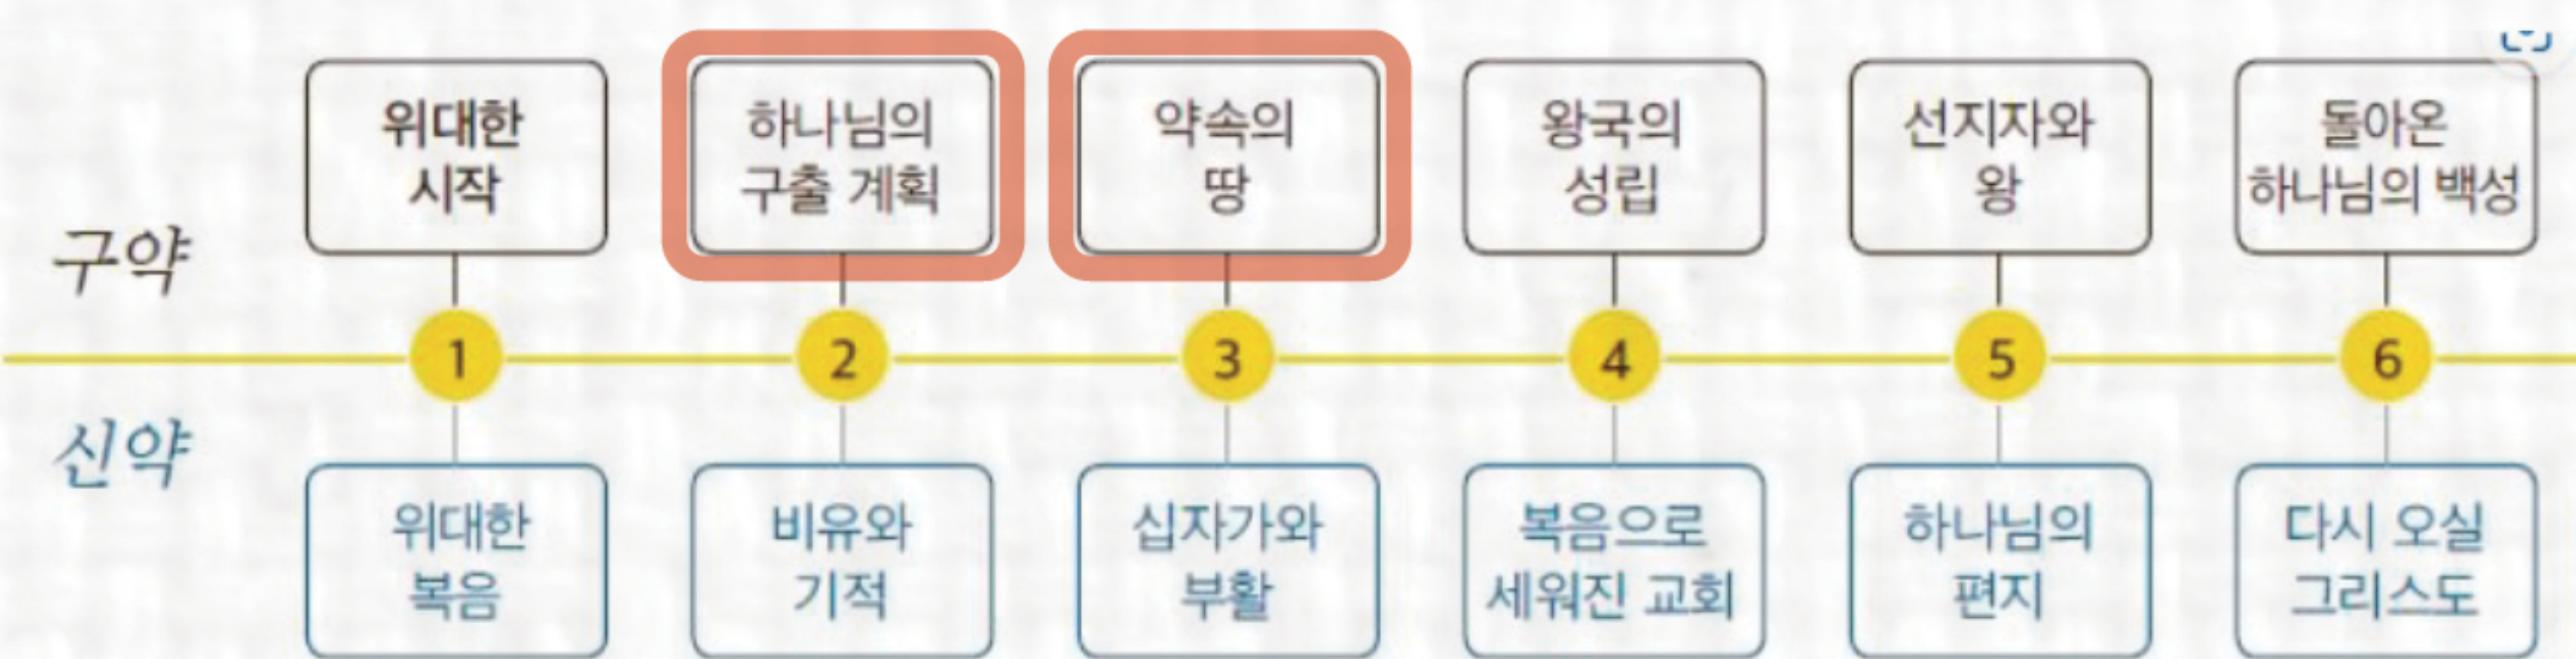 위대한
시작
하나님의
구출 계획
약속의
땅
왕국의
성립
선지자와
왕
돌아온
하나님의 백성
구약
1
2
3
4
5
6
신약
위대한
복음
비유와
기적
십자가와
부활
복음으로
세워진 교회
하나님의
편지
다시 오실
그리스도